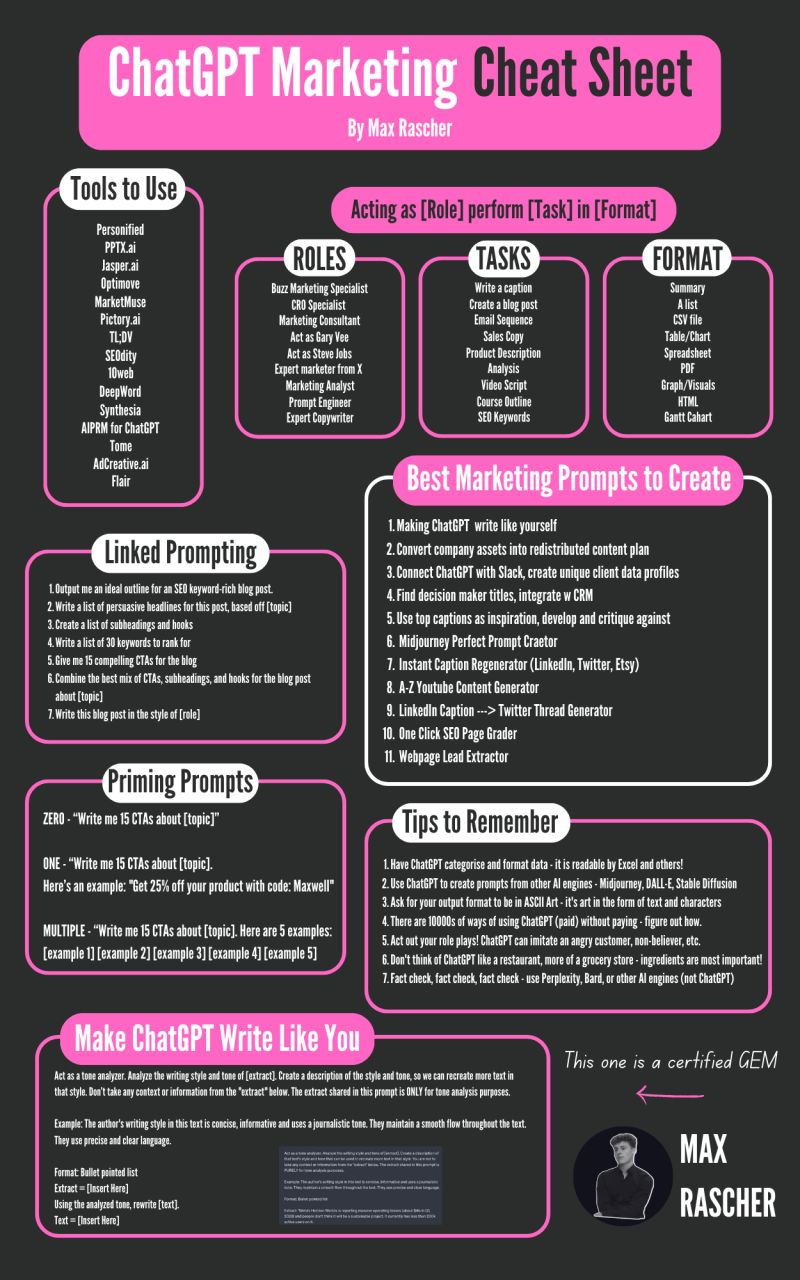 ChatGPT Marketing Cheat Sheet
By Max Rascher
Tools to Use
Personified
PPTX.ai
Jasper.ai
Optimove
MarketMuse
Pictory.ai
TL;DV
SEOdity
10web
DeepWord
Synthesia
AIPRM for ChatGPT
Tome
AdCreative.ai
Flair
Acting as [Role] perform [Task] in [Format]
ROLES
Buzz Marketing Specialist
CRO Specialist
Marketing Consultant
Act as Gary Vee
Act as Steve Jobs
Expert marketer from X
Marketing Analyst
Prompt Engineer
Expert Copywriter
TASKS
Write a caption
Create a blog post
Email Sequence
Sales Copy
Product Description
Analysis
Video Script
Course Outline
SEO Keywords
FORMAT
Summary
A list
CSV file
Table/Chart
Spreadsheet
PDF
Graph/Visuals
HTML
Gantt Cahart
Best Marketing Prompts to Create
1. Making ChatGPT write like yourself
2. Convert company assets into redistributed content plan
3. Connect ChatGPT with Slack, create unique client data profiles
4. Find decision maker titles, integrate w CRM
5. Use top captions as inspiration, develop and critique against
6. Midjourney Perfect Prompt Craetor
7. Instant Caption Regenerator (LinkedIn, Twitter, Etsy)
8. A-Z Youtube Content Generator
9. LinkedIn Caption ---> Twitter Thread Generator
10. One Click SEO Page Grader
11. Webpage Lead Extractor
Linked Prompting
1. Output me an ideal outline for an SEO keyword-rich blog post.
2. Write a list of persuasive headlines for this post, based off [topic]
3. Create a list of subheadings and hooks
4. Write a list of 30 keywords to rank for
5. Give me 15 compelling CTAs for the blog
6. Combine the best mix of CTAs, subheadings, and hooks for the blog post
about [topic]
7. Write this blog post in the style of [role]
Priming Prompts
ZERO - “Write me 15 CTAs about [topic]”
ONE - “Write me 15 CTAs about [topic].
Here's an example: "Get 25% off your product with code: Maxwell"
MULTIPLE - “Write me 15 CTAs about [topic]. Here are 5 examples:
[example 1] [example 2] [example 3] [example 4] [example 5]
Tips to Remember
1. Have ChatGPT categorise and format data - it is readable by Excel and others!
2. Use ChatGPT to create prompts from other AI engines - Midjourney, DALL-E, Stable Diffusion
3. Ask for your output format to be in ASCII Art - it's art in the form of text and characters
4. There are 10000s of ways of using ChatGPT (paid) without paying - figure out how.
5. Act out your role plays! ChatGPT can imitate an angry customer, non-believer, etc.
6. Don't think of ChatGPT like a restaurant, more of a grocery store - ingredients are most important!
7. Fact check, fact check, fact check - use Perplexity, Bard, or other AI engines (not ChatGPT)
Make ChatGPT Write Like You
Act as a tone analyzer. Analyze the writing style and tone of [extract]. Create a description of the style and tone, so we can recreate more text in
that style. Don't take any context or information from the "extract" below. The extract shared in this prompt is ONLY for tone analysis purposes.
Example: The author's writing style in this text is concise, informative and uses a journalistic tone. They maintain a smooth flow throughout the text.
They use precise and clear language.
Format: Bullet pointed list
Extract = [Insert Here]
Using the analyzed tone, rewrite [text].
Text = [Insert Here]
This one is a certified GEM
MAX
RASCHER